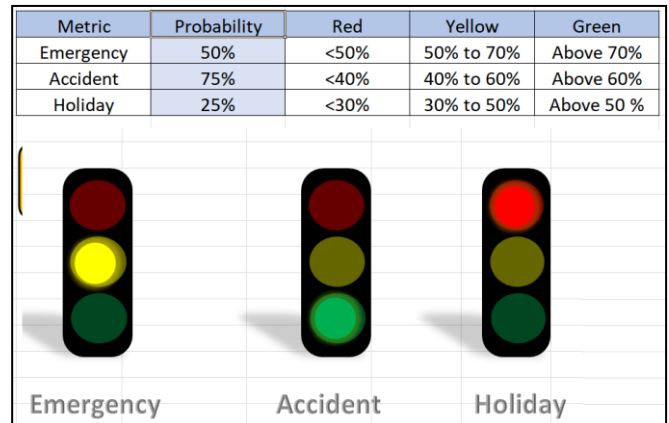 Metric Probability Red Yellow Green
Emergency 50% <50% 50% to 70% Above 70%
Accident 75% <40% 40% to 60% Above 60%
Holiday 25% <30% 30% to 50% Above 50 %
Emergency Accident Holiday